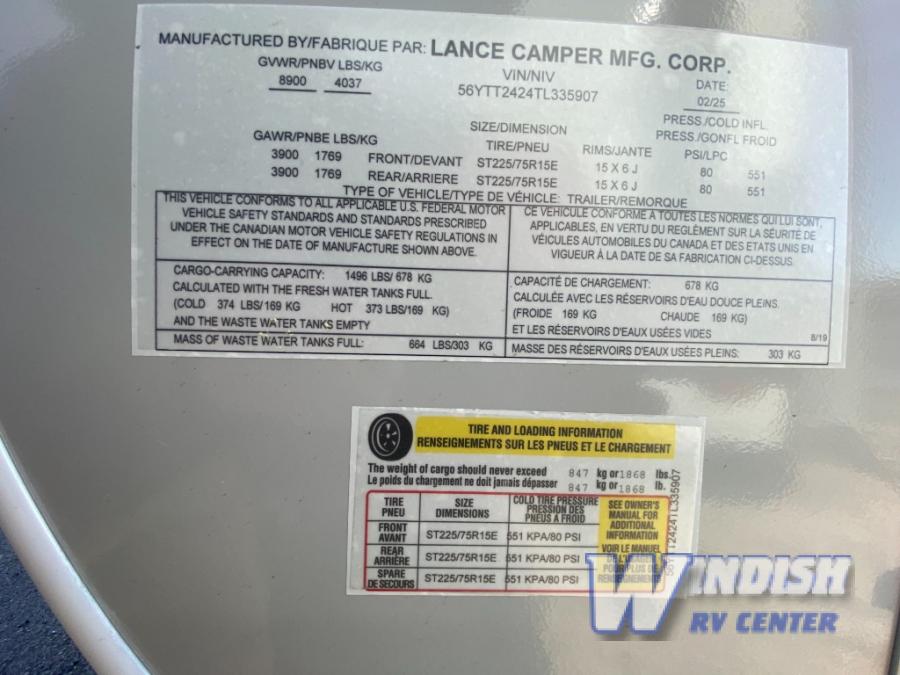 MANUFACTURED BY/FABRIQUE PAR: LANCE CAMPER MFG. CORP.
GVWR/PNBV LBS/KG
8900 4037
VIN/NIV
56YTT2424TL335907
DATE:
02/25
GAWR/PNBE LBS/KG
SIZE/DIMENSION
TIRE/PNEU
RIMS/JANTE
PRESS./COLD INFL.
PRESS./GONFL FROID
PSI/LPC
3900 1769 FRONT/DEVANT ST225/75R15E 15 X 6 J 80 551
3900 1769 REAR/ARRIERE ST225/75R15E 15 X 6 J 80 551
TYPE OF VEHICLE/TYPE DE VÉHICLE: TRAILER/REMORQUE
THIS VEHICLE CONFORMS TO ALL APPLICABLE U.S. FEDERAL MOTOR
VEHICLE SAFETY STANDARDS AND STANDARDS PRESCRIBED
UNDER THE CANADIAN MOTOR VEHICLE SAFETY REGULATIONS IN
EFFECT ON THE DATE OF MANUFACTURE SHOWN ABOVE.
CE VÉHICULE CONFORME À TOUTES LES NORMES QUI LUI SONT
APPLICABLES, EN VERTU DU REGLËMENT SUR LA SÉURITÉ DE
VÉICULES AUTOMOBILES DU CANADA ET DES ETATS UNIS EN
VIGUEUR À LA DATE DE SA FABRICATION CI-DESSUS.
CARGO-CARRYING CAPACITY: 1496 LBS/ 678 KG
CALCULATED WITH THE FRESH WATER TANKS FULL.
(COLD 374 LBS/ 169 KG HOT 373 LBS/169 KG)
AND THE WASTE WATER TANKS EMPTY
MASS OF WASTE WATER TANKS FULL: 664 LBS/303 KG
CAPACITÉ DE CHARGEMENT: 678 KG
CALCULÉE AVEC LES RÉSERVOIRS D'EAU DOUCE PLEINS.
(FROIDE 169 KG CHAUDE 169 KG)
ET LES RÉSERVOIRS D'EAUX USÉES VIDES 8/19
MASSE DES RÉSERVOIRS D'EAUX USÉES PLEINS: 303 KG
TIRE AND LOADING INFORMATION
RENSEIGNEMENTS SUR LES PNEUS ET LE CHARGEMENT
The weight of cargo should never exceed 847 kg or 1868 lbs.
Le poids du chargement ne doit jamais dépasser 847 kg or 1868 lb.
TIRE
PNEU
SIZE
DIMENSIONS
COLD TIRE PRESSURE
PRESSION DES
PNEUS A FROID
FRONT
AVANT
ST225/75R15E 551 KPA/80 PSI
REAR
ARRIÈRE
ST225/75R15E 551 KPA/80 PSI
SPARE
DE SECOURS
ST225/75R15E 551 KPA/80 PSI
SEE OWNER'S
MANUAL FOR
ADDITIONAL
INFORMATION
VOIR LE MANUEL
DE L'USAGER
POUR PLUS DE
RENSEIGNEMENTS
56YTT2424TL335907
WINDISH
RV CENTER